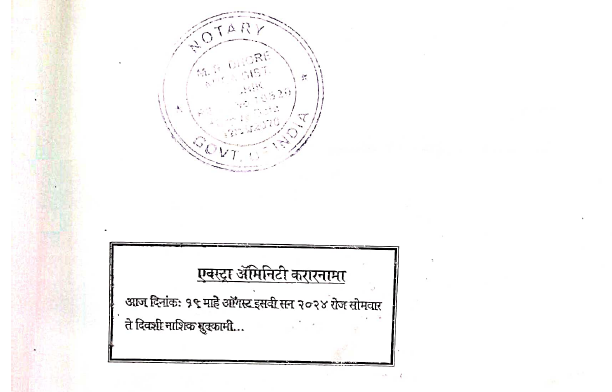 NOTARY
GOVT. OF INDIA
एक्स्ट्रा ॲमिनिटी करारनामा
आज दिनांकः १९ माहे ऑगस्ट इसवी सन २०२४ रोज सोमवार
ते दिवशी नाशिक मुक्कामी...